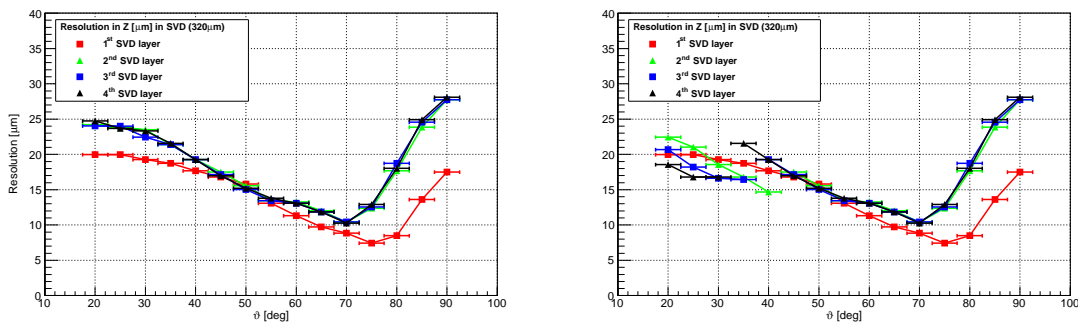 Resolution in Z [μm] in SVD (320μm)
1st SVD layer
2nd SVD layer
3rd SVD layer
4th SVD layer
Resolution [μm]
40
35
30
25
20
15
10
5
0
10 20 30 40 50 60 70 80 90 100
ϑ [deg]
Resolution in Z [μm] in SVD (320μm)
1st SVD layer
2nd SVD layer
3rd SVD layer
4th SVD layer
Resolution [μm]
40
35
30
25
20
15
10
5
0
10 20 30 40 50 60 70 80 90 100
ϑ [deg]